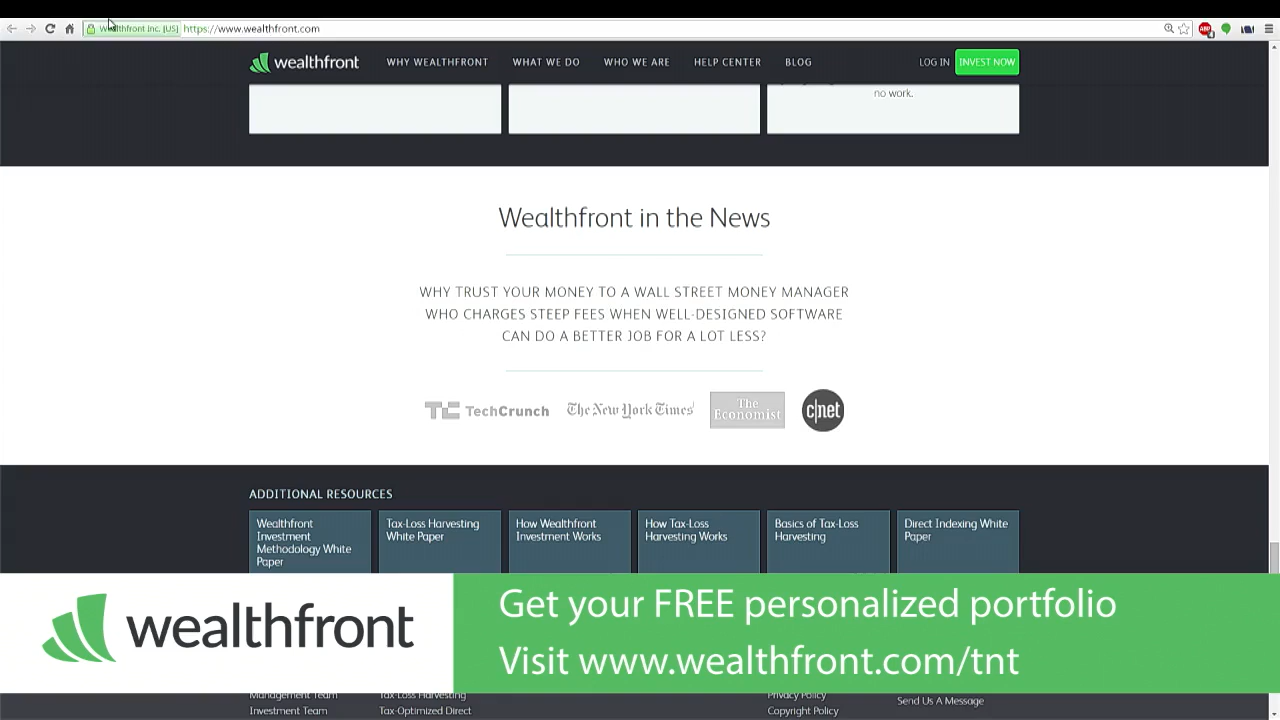 Wealthfront Inc. [US] https://www.wealthfront.com
ABP
wealthfront WHY WEALTHFRONT WHAT WE DO WHO WE ARE HELP CENTER BLOG LOG IN INVEST NOW
no work.
Wealthfront in the News
WHY TRUST YOUR MONEY TO A WALL STREET MONEY MANAGER
WHO CHARGES STEEP FEES WHEN WELL-DESIGNED SOFTWARE
CAN DO A BETTER JOB FOR A LOT LESS?
TC TechCrunch The New York Times The Economist c|net
ADDITIONAL RESOURCES
Wealthfront
Investment
Methodology White
Paper
Tax-Loss Harvesting
White Paper
How Wealthfront
Investment Works
How Tax-Loss
Harvesting Works
Basics of Tax-Loss
Harvesting
Direct Indexing White
Paper
wealthfront
Get your FREE personalized portfolio
Visit www.wealthfront.com/tnt
Management Team Tax-Loss Harvesting Privacy Policy Send Us A Message
Investment Team Tax-Optimized Direct Copyright Policy